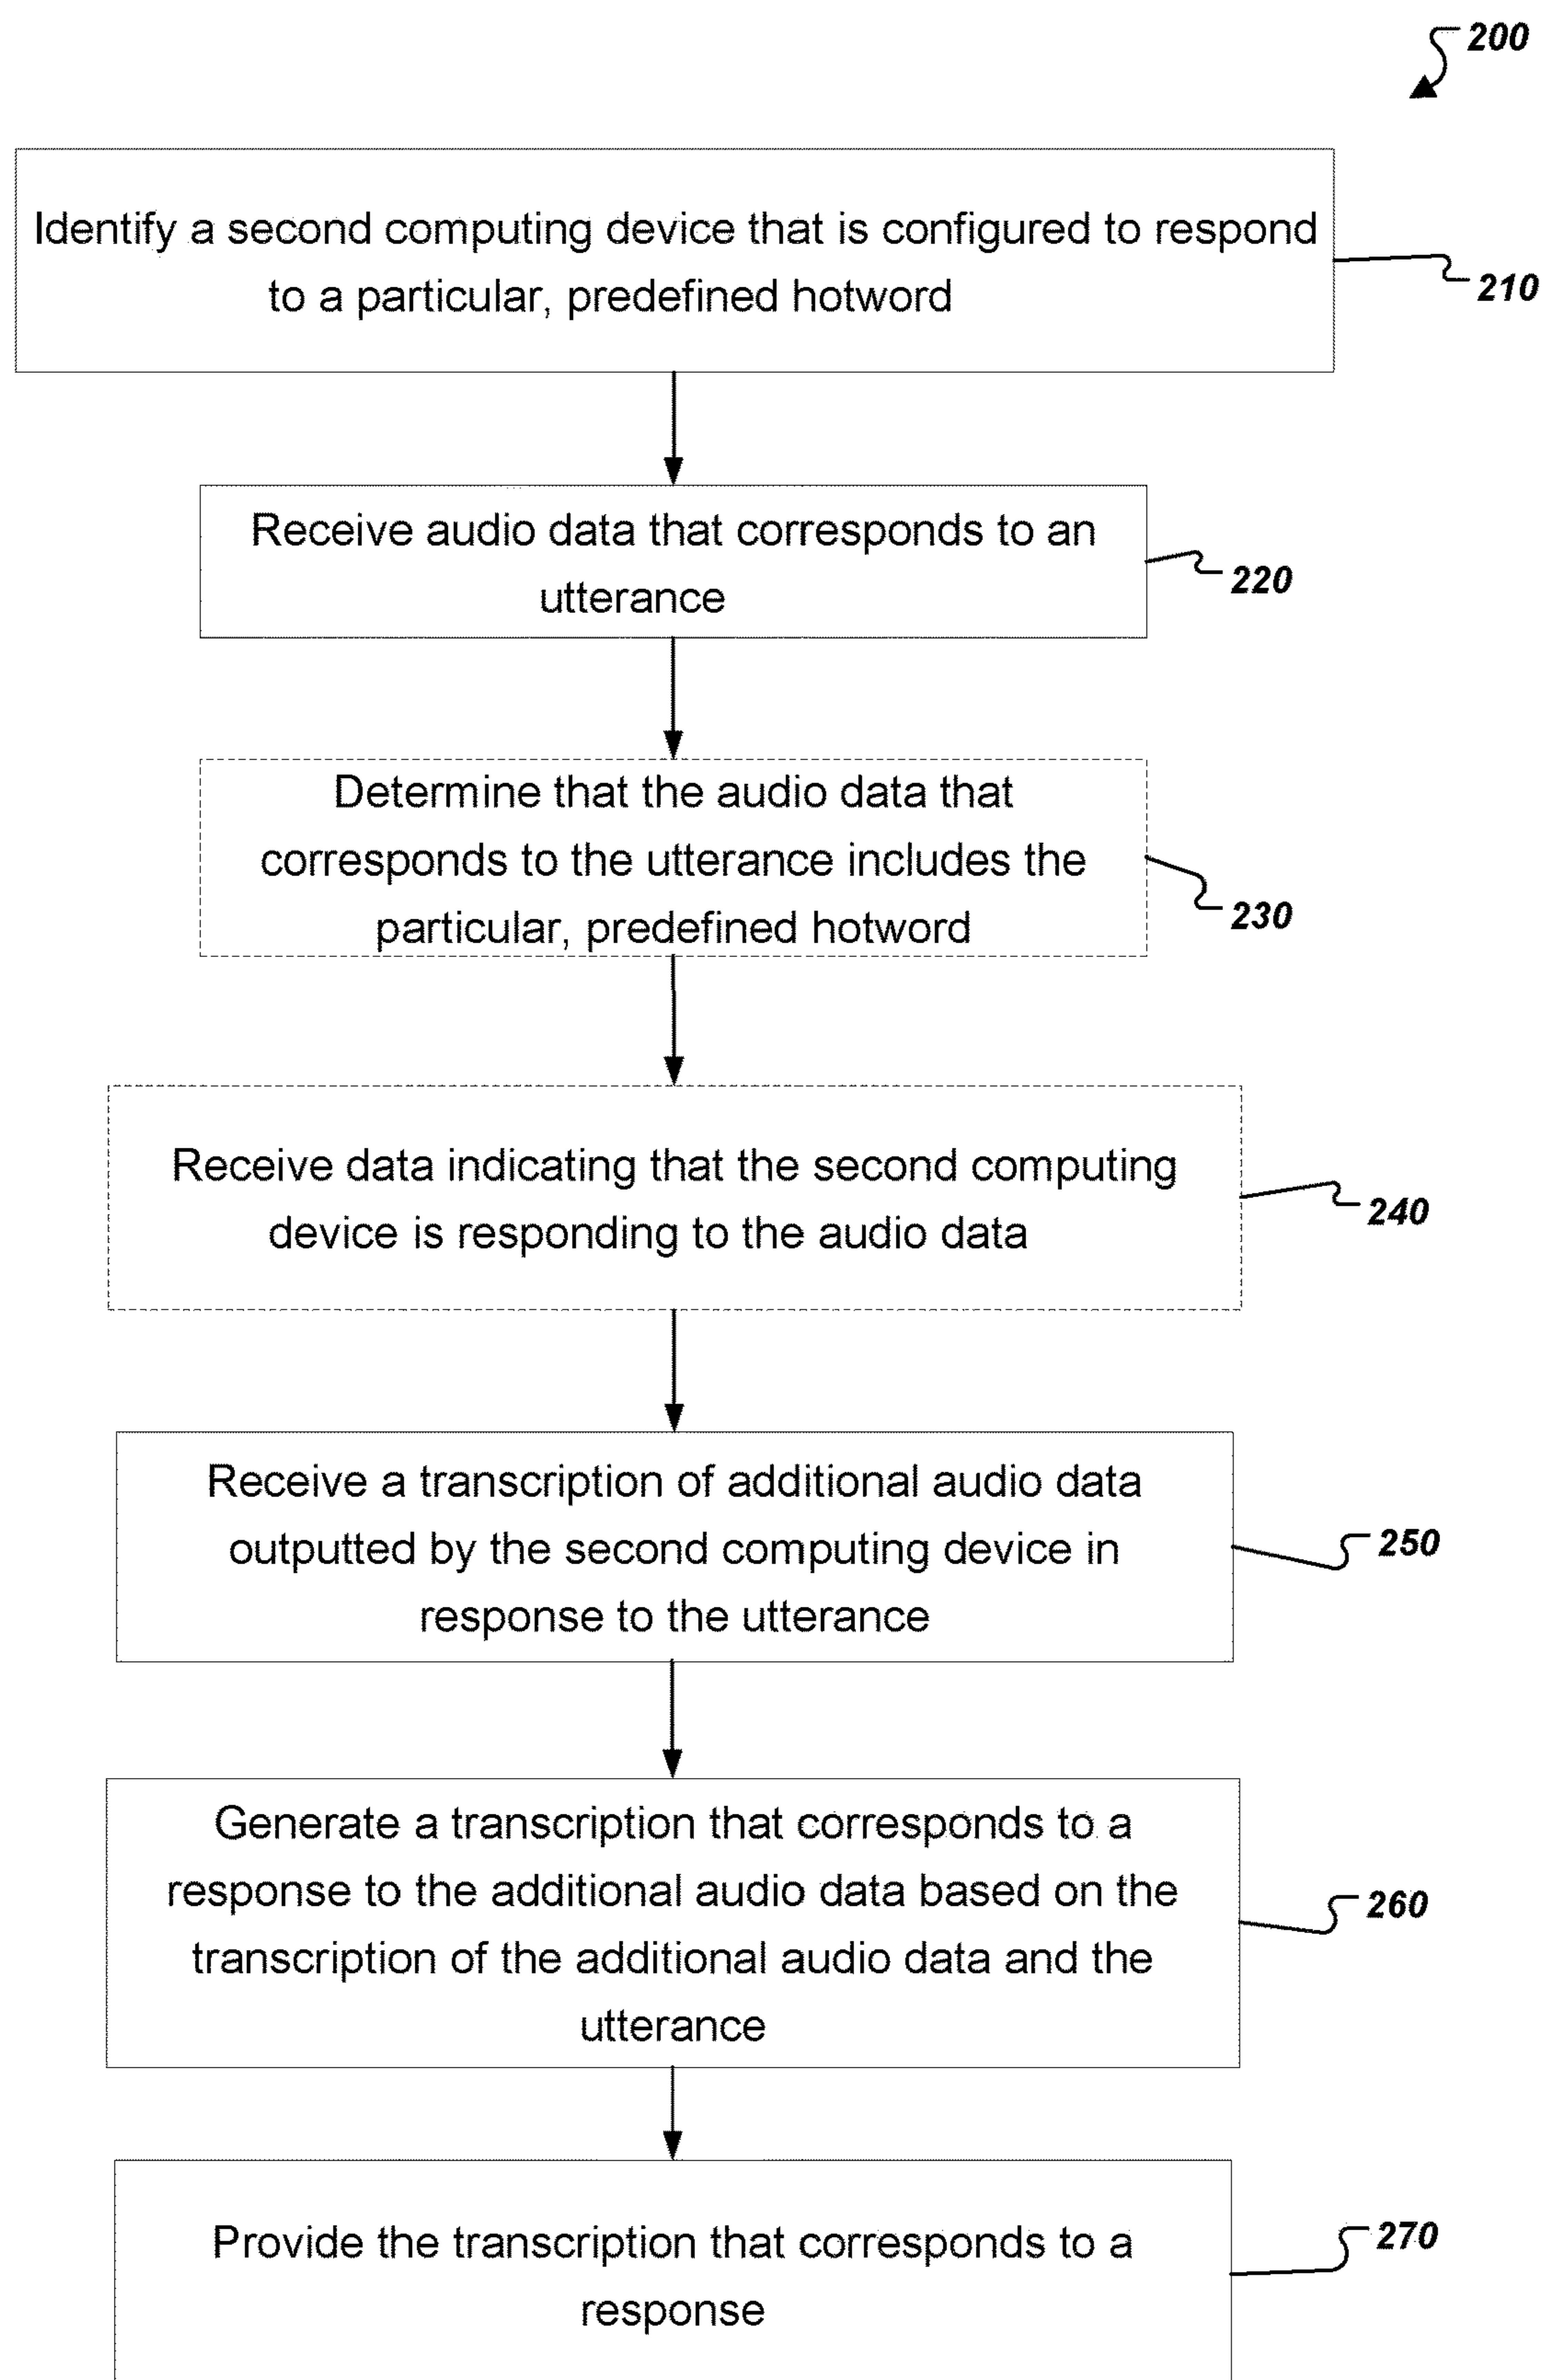 200
Identify a second computing device that is configured to respond
to a particular, predefined hotword
210
Receive audio data that corresponds to an
utterance
220
Determine that the audio data that
corresponds to the utterance includes the
particular, predefined hotword
230
Receive data indicating that the second computing
device is responding to the audio data
240
Receive a transcription of additional audio data
outputted by the second computing device in
response to the utterance
250
Generate a transcription that corresponds to a
response to the additional audio data based on the
transcription of the additional audio data and the
utterance
260
Provide the transcription that corresponds to a
response
270